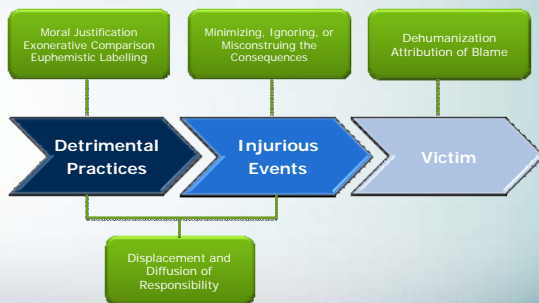 Moral Justification
Exonerative Comparison
Euphemistic Labelling
Minimizing, Ignoring, or
Misconstruing the
Consequences
Dehumanization
Attribution of Blame
Detrimental
Practices
Injurious
Events
Victim
Displacement and
Diffusion of
Responsibility